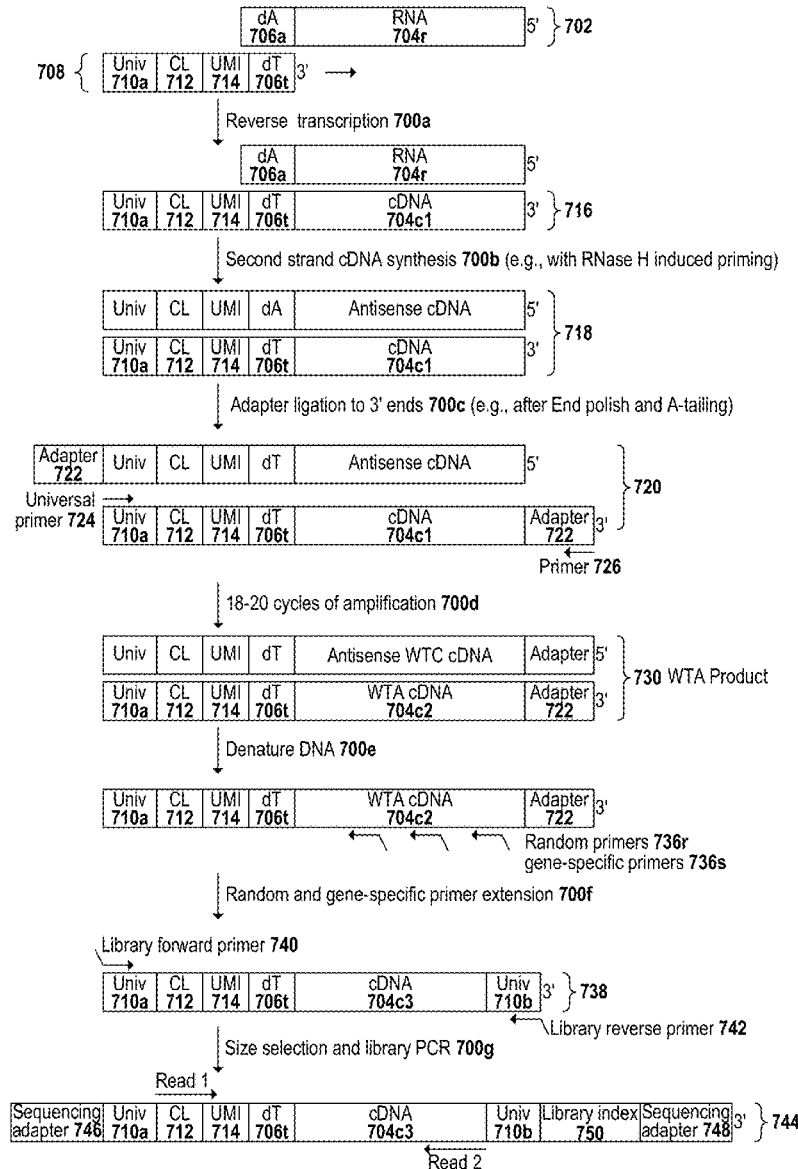 dA RNA
706a 704r 5' 702
708 Univ CL UMI dT 3'
710a 712 714 706t
Reverse transcription 700a
dA RNA 5'
706a 704r
Univ CL UMI dT cDNA 3' 716
710a 712 714 706t 704c1
Second strand cDNA synthesis 700b (e.g., with RNase H induced priming)
Univ CL UMI dA Antisense cDNA 5'
718
Univ CL UMI dT cDNA 3'
710a 712 714 706t 704c1
Adapter ligation to 3' ends 700c (e.g., after End polish and A-tailing)
Adapter Univ CL UMI dT Antisense cDNA 5'
722
720
Universal
primer 724
Univ CL UMI dT cDNA Adapter 3'
710a 712 714 706t 704c1 722
Primer 726
18-20 cycles of amplification 700d
Univ CL UMI dT Antisense WTC cDNA Adapter 5'
730 WTA Product
Univ CL UMI dT WTA cDNA Adapter 3'
710a 712 714 706t 704c2 722
Denature DNA 700e
Univ CL UMI dT WTA cDNA Adapter 3'
710a 712 714 706t 704c2 722
Random primers 736r
gene-specific primers 736s
Random and gene-specific primer extension 700f
Library forward primer 740
Univ CL UMI dT cDNA Univ 3' 738
710a 712 714 706t 704c3 710b
Library reverse primer 742
Size selection and library PCR 700g
Read 1
Sequencing Univ CL UMI dT cDNA Univ Library index Sequencing 3' 744
adapter 746 710a 712 714 706t 704c3 710b 750 adapter 748
Read 2